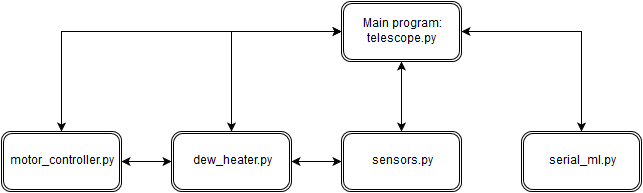 Main program:
telescope.py
motor_controller.py
dew_heater.py
sensors.py
serial_ml.py